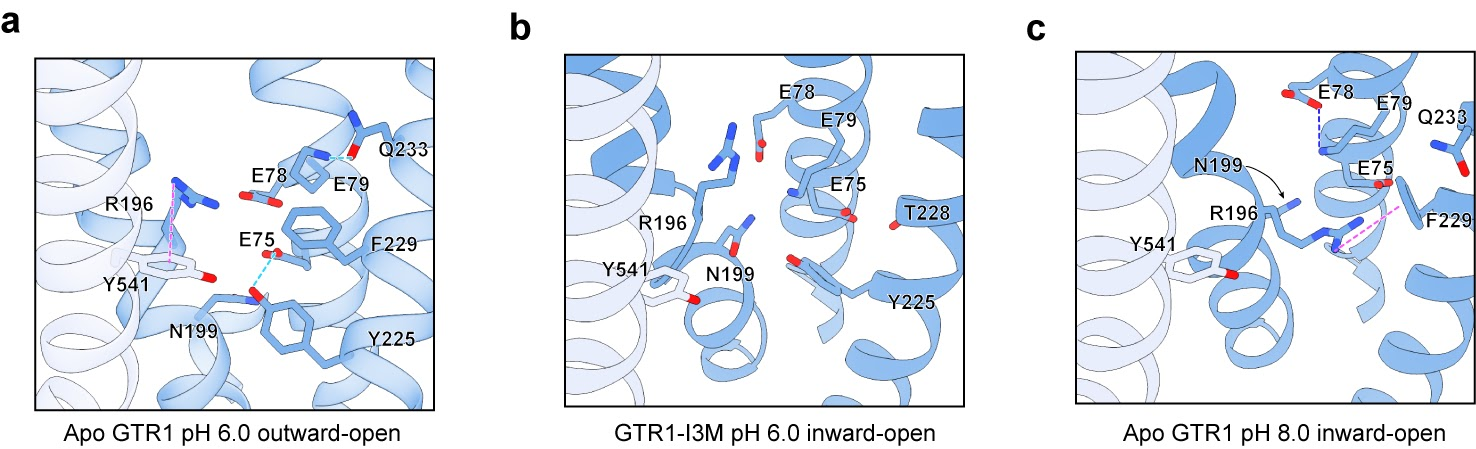 a
b
c
E78
Q233
E79
R196
E75
F229
Y541
N199
Y225
Apo GTR1 pH 6.0 outward-open
E78
E79
E75
T228
R196
Y541
N199
Y225
GTR1-I3M pH 6.0 inward-open
E78
E79
Q233
N199
E75
R196
F229
Y541
Apo GTR1 pH 8.0 inward-open